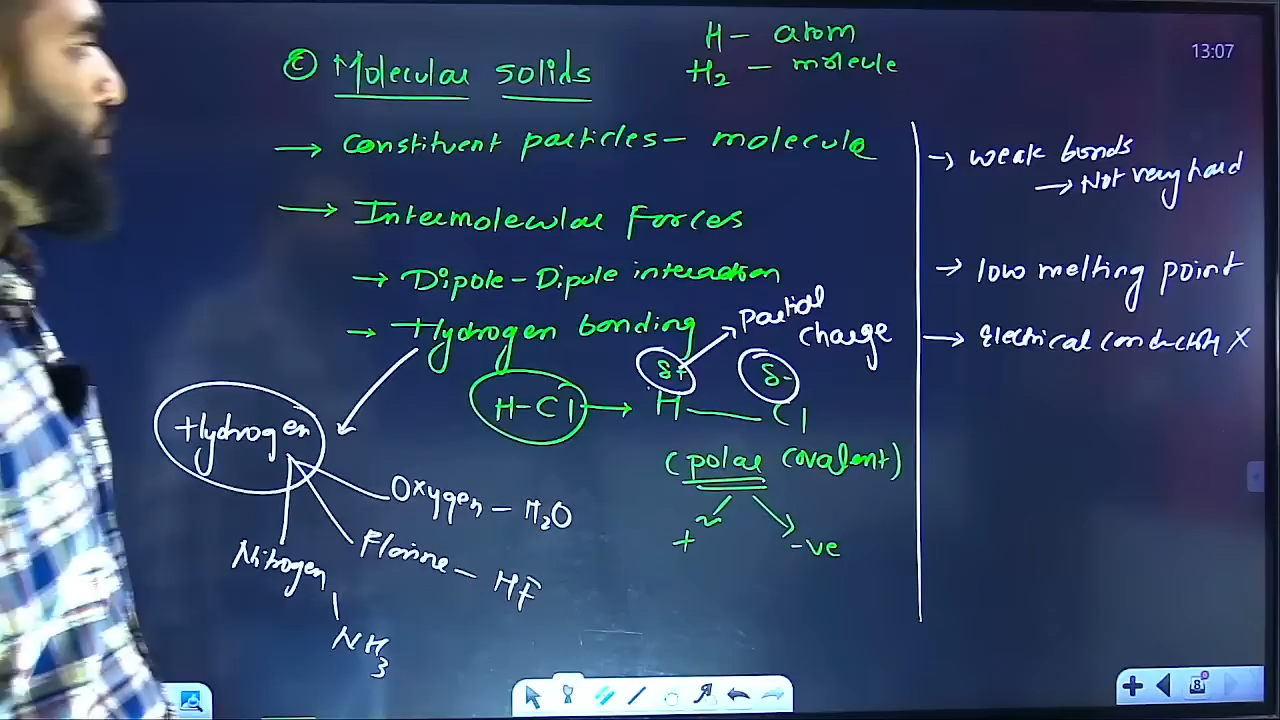 H - atom
H2 - molecule
13:07
© Molecular solids
→ Constituent particles - molecule
→ Intermolecular Forces
→ Dipole - Dipole interaction
→ Hydrogen bonding
→ Partial charge
δ+ δ-
H-Cl → H — Cl
(polar covalent)
+ -ve
Hydrogen
Oxygen - H2O
Florine - HF
Nitrogen
NH3
→ weak bonds
→ Not very hard
→ low melting point
→ Electrical conductivity X
8